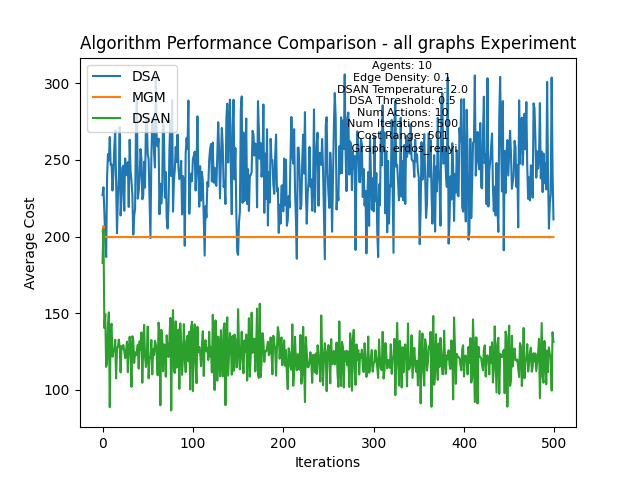 Algorithm Performance Comparison - all graphs Experiment
DSA
MGM
DSAN
Agents: 10
Edge Density: 0.1
DSAN Temperature: 2.0
DSA Threshold: 0.5
Num Actions: 10
Num Iterations: 500
Cost Range: 501
Graph: erdos_renyi
Average Cost
300
250
200
150
100
0
100
200
300
400
500
Iterations